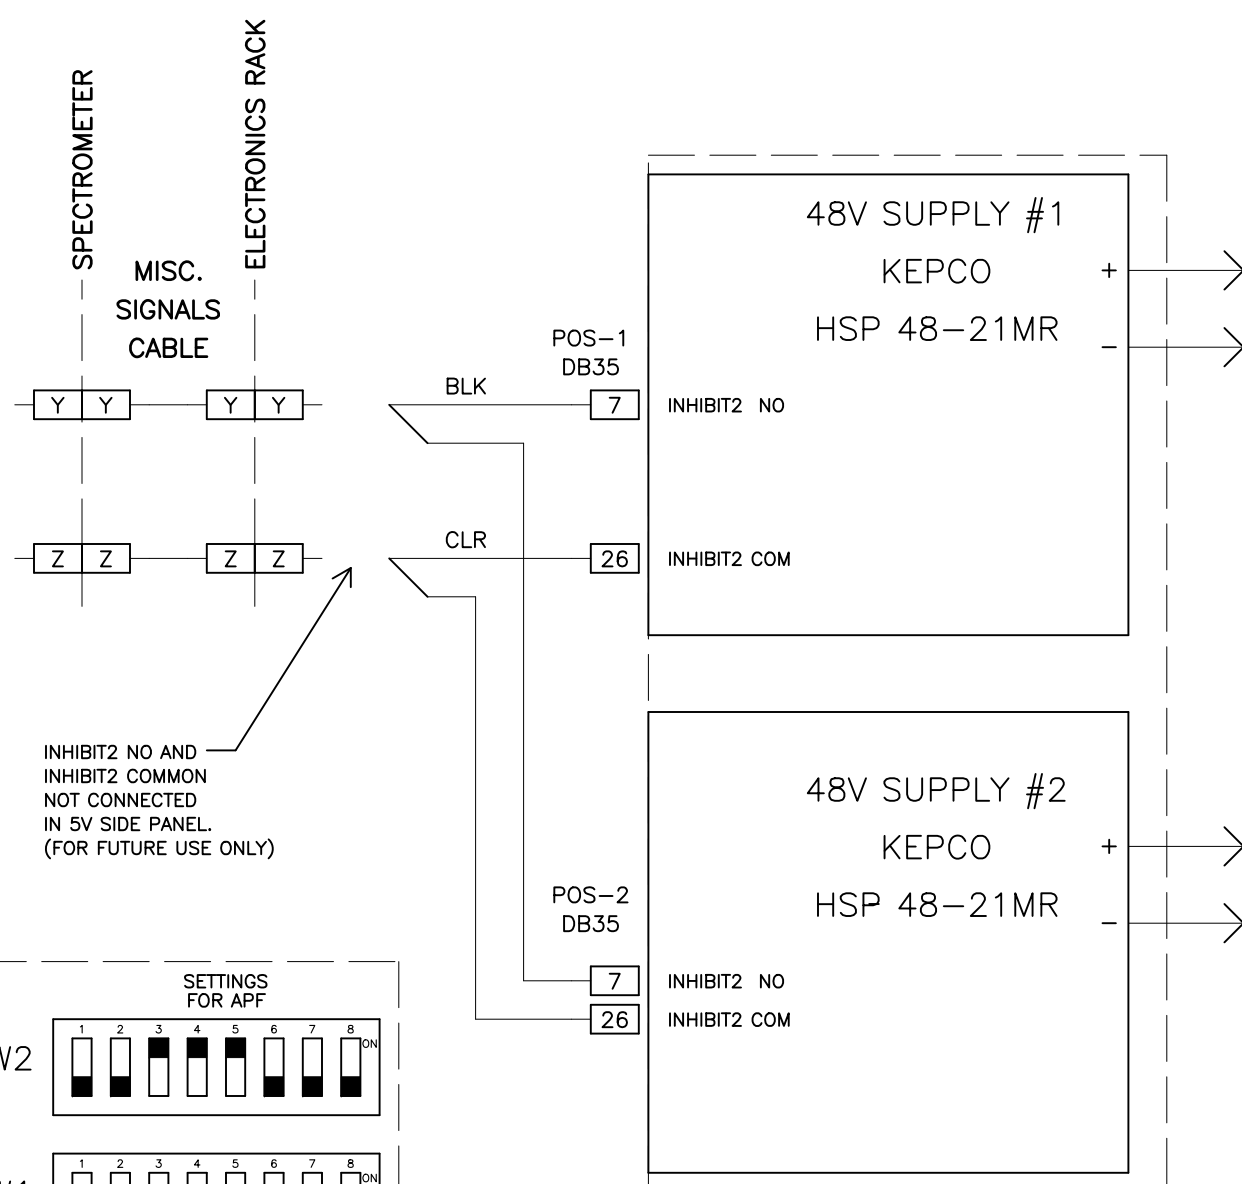 SPECTROMETER
ELECTRONICS RACK
MISC.
SIGNALS
CABLE
Y Y Y Y
Z Z Z Z
BLK
CLR
POS-1
DB35
7
26
48V SUPPLY #1
KEPCO
HSP 48-21MR
+
-
INHIBIT2 NO
INHIBIT2 COM
INHIBIT2 NO AND
INHIBIT2 COMMON
NOT CONNECTED
IN 5V SIDE PANEL.
(FOR FUTURE USE ONLY)
POS-2
DB35
7
26
48V SUPPLY #2
KEPCO
HSP 48-21MR
+
-
INHIBIT2 NO
INHIBIT2 COM
SETTINGS
FOR APF
1 2 3 4 5 6 7 8
ON
1 2 3 4 5 6 7 8
ON